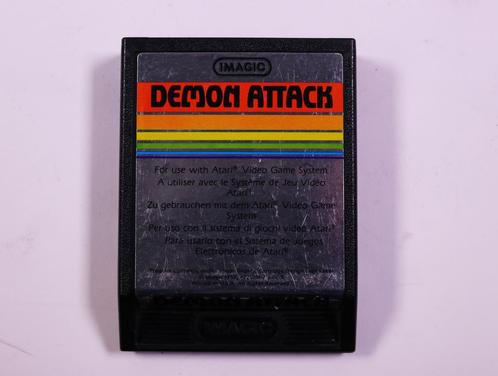 IMAGIC
DEMON ATTACK
For use with Atari® Video Game System
A utiliser avec le Système de Jeu Vidéo
Atari®
Zu gebrauchen mit dem Atari® Video Game
System
Per uso con il sistema di giochi video Atari®
Para usarlo con el Sistema de Juegos
Electrónicos de Atari®
DEMON ATTACK
IMAGIC